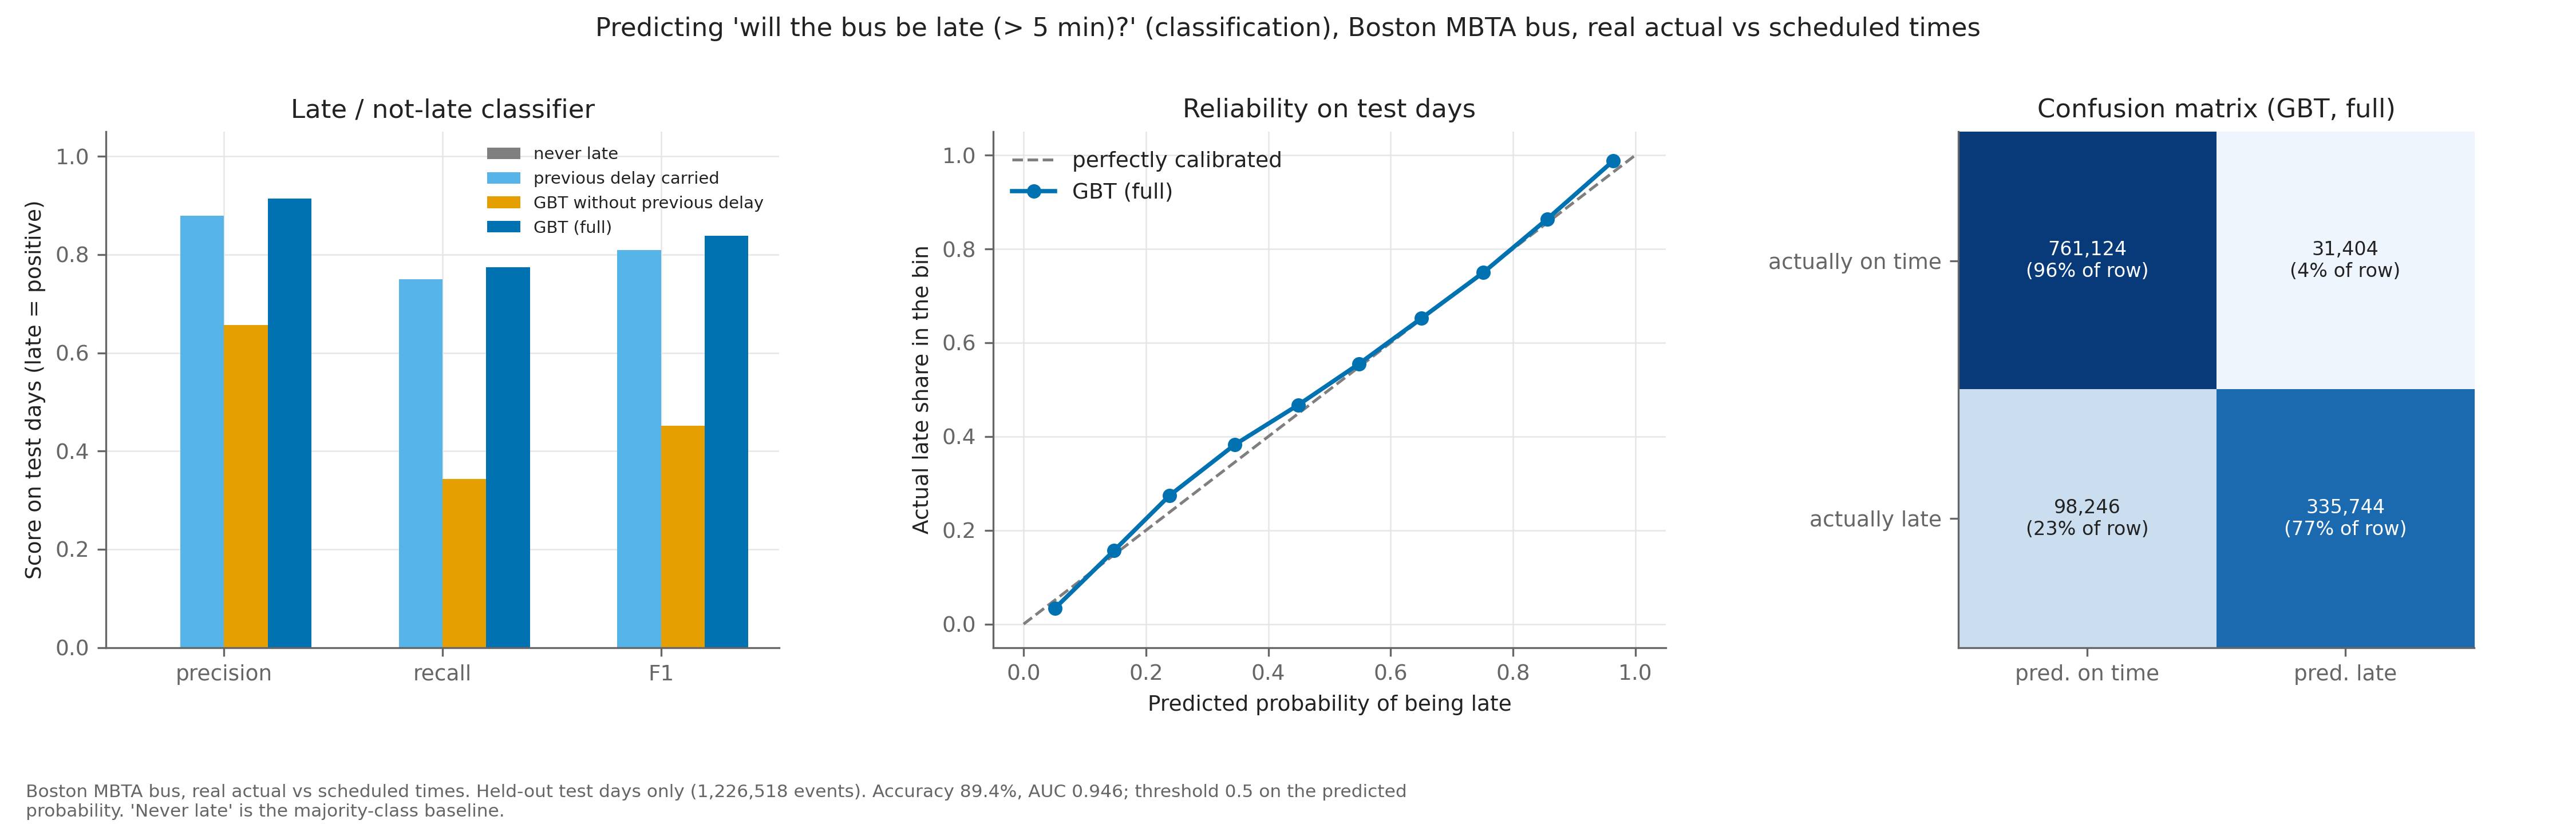 Predicting 'will the bus be late (> 5 min)?' (classification), Boston MBTA bus, real actual vs scheduled times
Late / not-late classifier
Score on test days (late = positive)
1.0
0.8
0.6
0.4
0.2
0.0
never late
previous delay carried
GBT without previous delay
GBT (full)
precision
recall
F1
Reliability on test days
Actual late share in the bin
1.0
0.8
0.6
0.4
0.2
0.0
perfectly calibrated
GBT (full)
0.0
0.2
0.4
0.6
0.8
1.0
Predicted probability of being late
Confusion matrix (GBT, full)
actually on time
761,124
(96% of row)
31,404
(4% of row)
actually late
98,246
(23% of row)
335,744
(77% of row)
pred. on time
pred. late
Boston MBTA bus, real actual vs scheduled times. Held-out test days only (1,226,518 events). Accuracy 89.4%, AUC 0.946; threshold 0.5 on the predicted
probability. 'Never late' is the majority-class baseline.